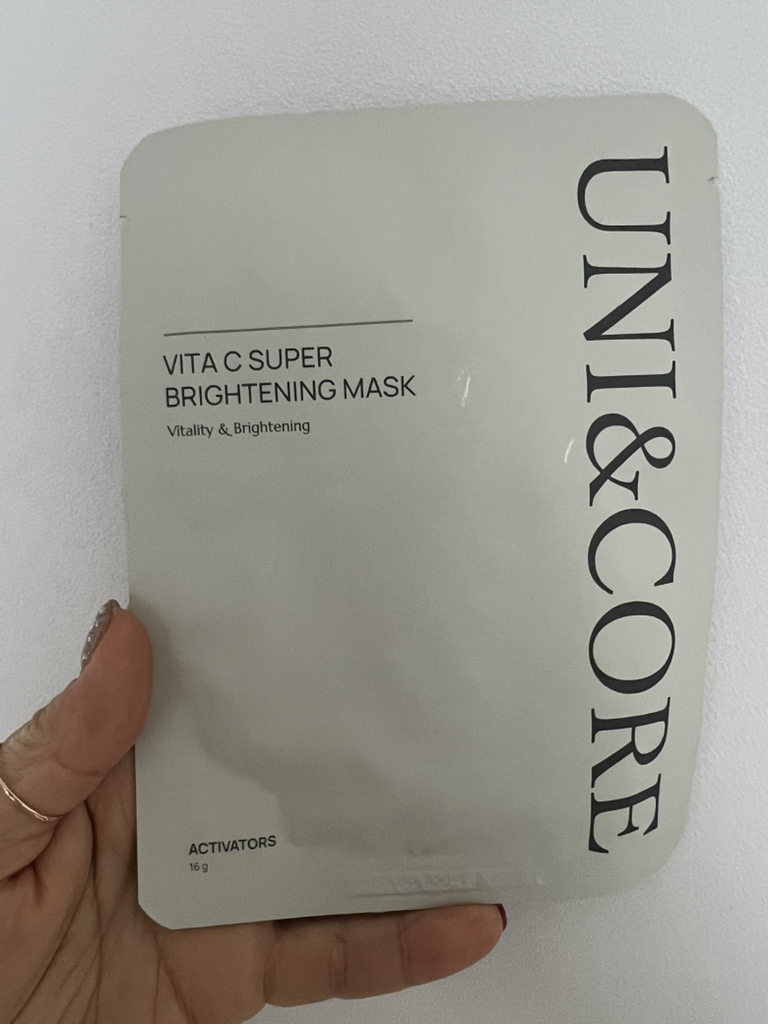 VITA C SUPER
BRIGHTENING MASK
Vitality & Brightening
UNI&CORE
ACTIVATORS
16 g